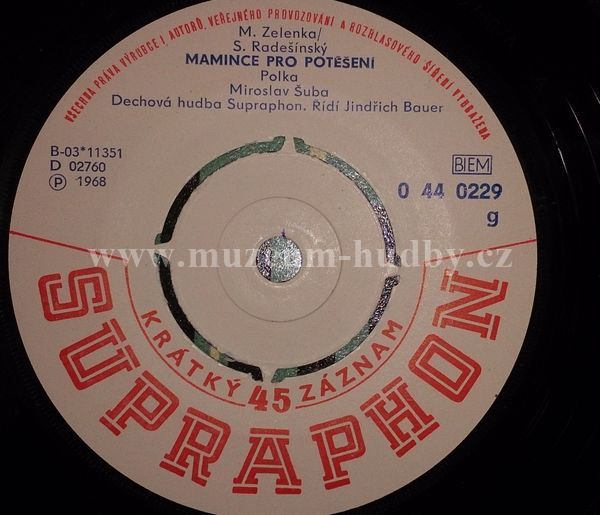 VŠECHNA PRÁVA VÝROBCE I AUTORŮ, VEŘEJNÉHO PROVOZOVÁNÍ A ROZHLASOVÉHO ŠÍŘENÍ VYHRAŽENA
M. Zelenka/
S. Radešínský
MAMINCE PRO POTĚŠENÍ
Polka
Miroslav Šuba
Dechová hudba Supraphon. Řídí Jindřich Bauer
B-03*11351
D 02760
Ⓟ 1968
BIEM
0 44 0229
g
www.muzeum-hudby.cz
KRÁTKÝ 45 ZÁZNAM
SUPRAPHON